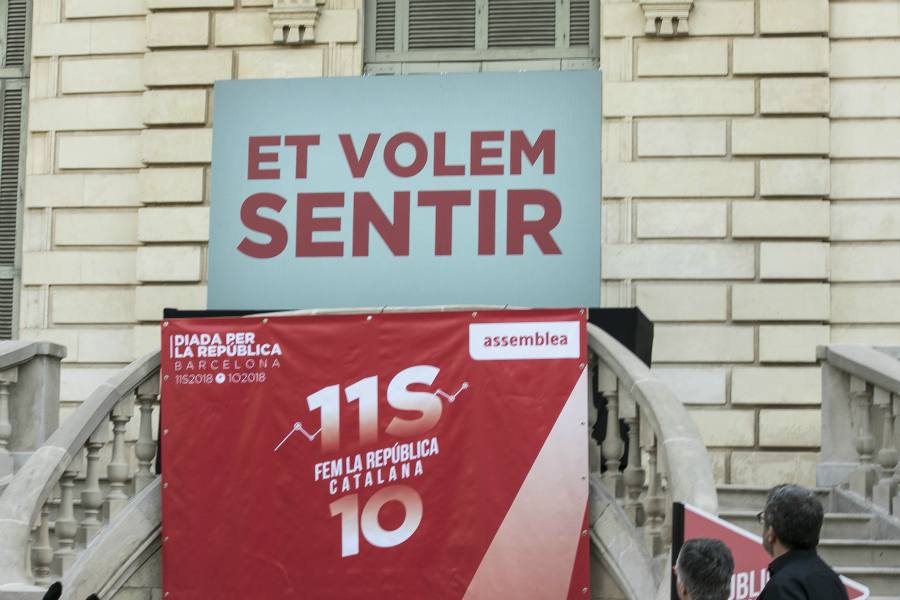 ET VOLEM
SENTIR
DIADA PER
LA REPÚBLICA
BARCELONA
11S2018 1O2018
assemblea
11S
FEM LA REPÚBLICA
CATALANA
1O